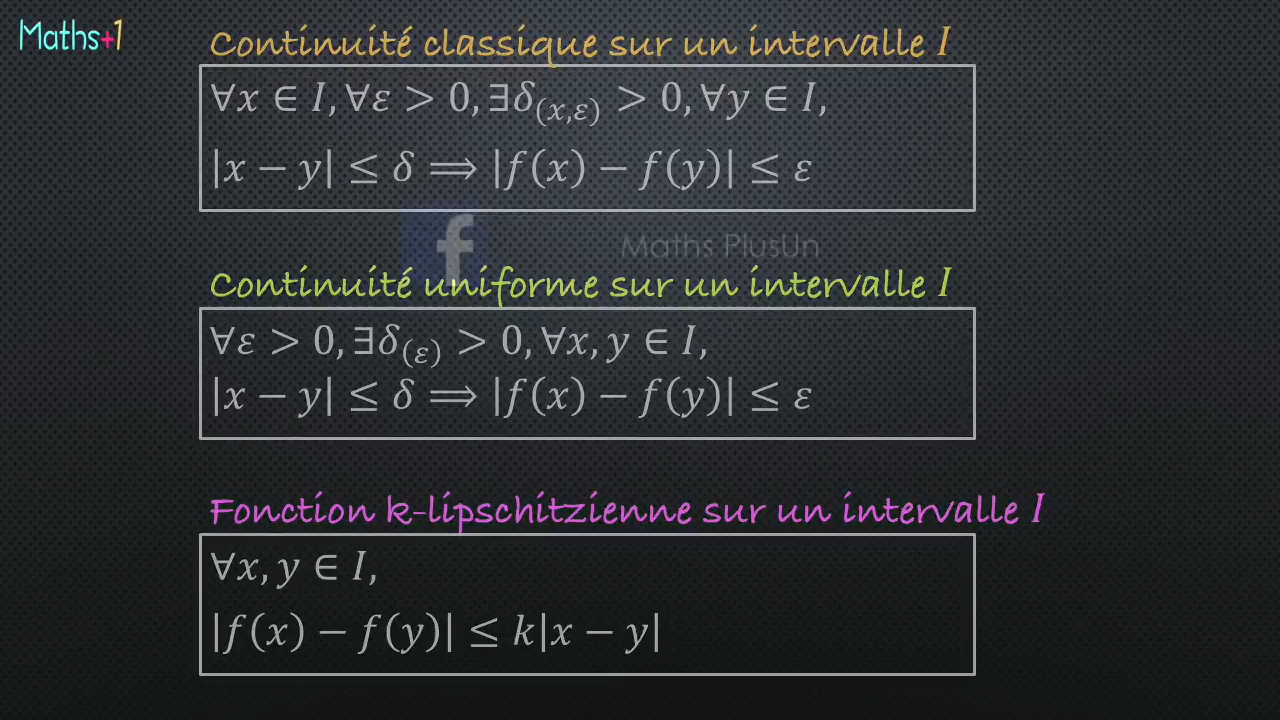 Maths+1
Continuité classique sur un intervalle I
∀x ∈ I, ∀ε > 0, ∃δ₍ₓ,ε₎ > 0, ∀y ∈ I,
|x − y| ≤ δ ⟹ |f(x) − f(y)| ≤ ε
Maths PlusUn
Continuité uniforme sur un intervalle I
∀ε > 0, ∃δ₍ε₎ > 0, ∀x, y ∈ I,
|x − y| ≤ δ ⟹ |f(x) − f(y)| ≤ ε
Fonction k-lipschitzienne sur un intervalle I
∀x, y ∈ I,
|f(x) − f(y)| ≤ k|x − y|